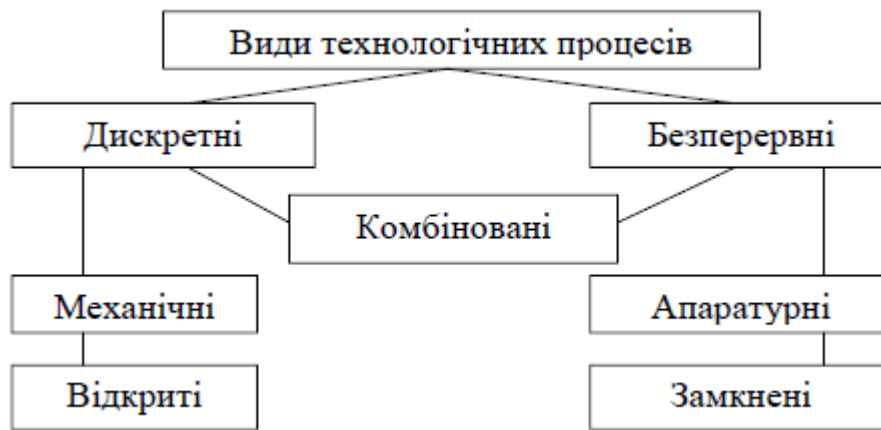 Види технологічних процесів
Дискретні
Безперервні
Комбіновані
Механічні
Апаратурні
Відкриті
Замкнені